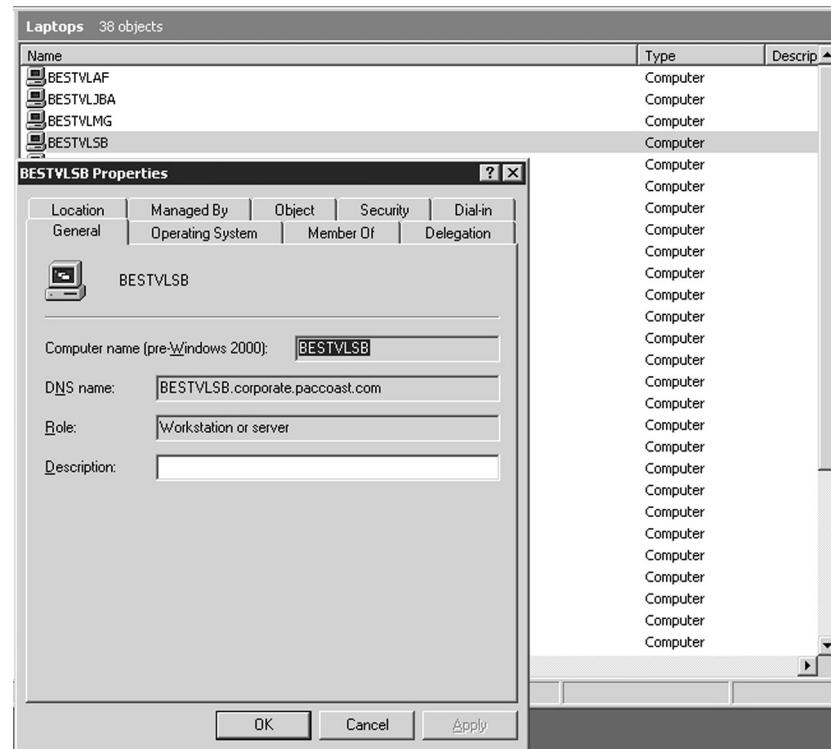 Laptops 38 objects
Name Type Descrip
BESTVLAF Computer
BESTVLJBA Computer
BESTVLMG Computer
BESTVLSB Computer
Computer
BESTVLSB Properties
Computer
Location Managed By Object Security Dial-in
Computer
General Operating System Member Of Delegation
Computer
Computer
BESTVLSB
Computer
Computer
Computer
Computer name (pre-Windows 2000): BESTVLSB
Computer
Computer
DNS name: BESTVLSB.corporate.paccoast.com
Computer
Computer
Role: Workstation or server
Computer
Computer
Description:
Computer
Computer
Computer
Computer
Computer
Computer
Computer
Computer
OK Cancel Apply